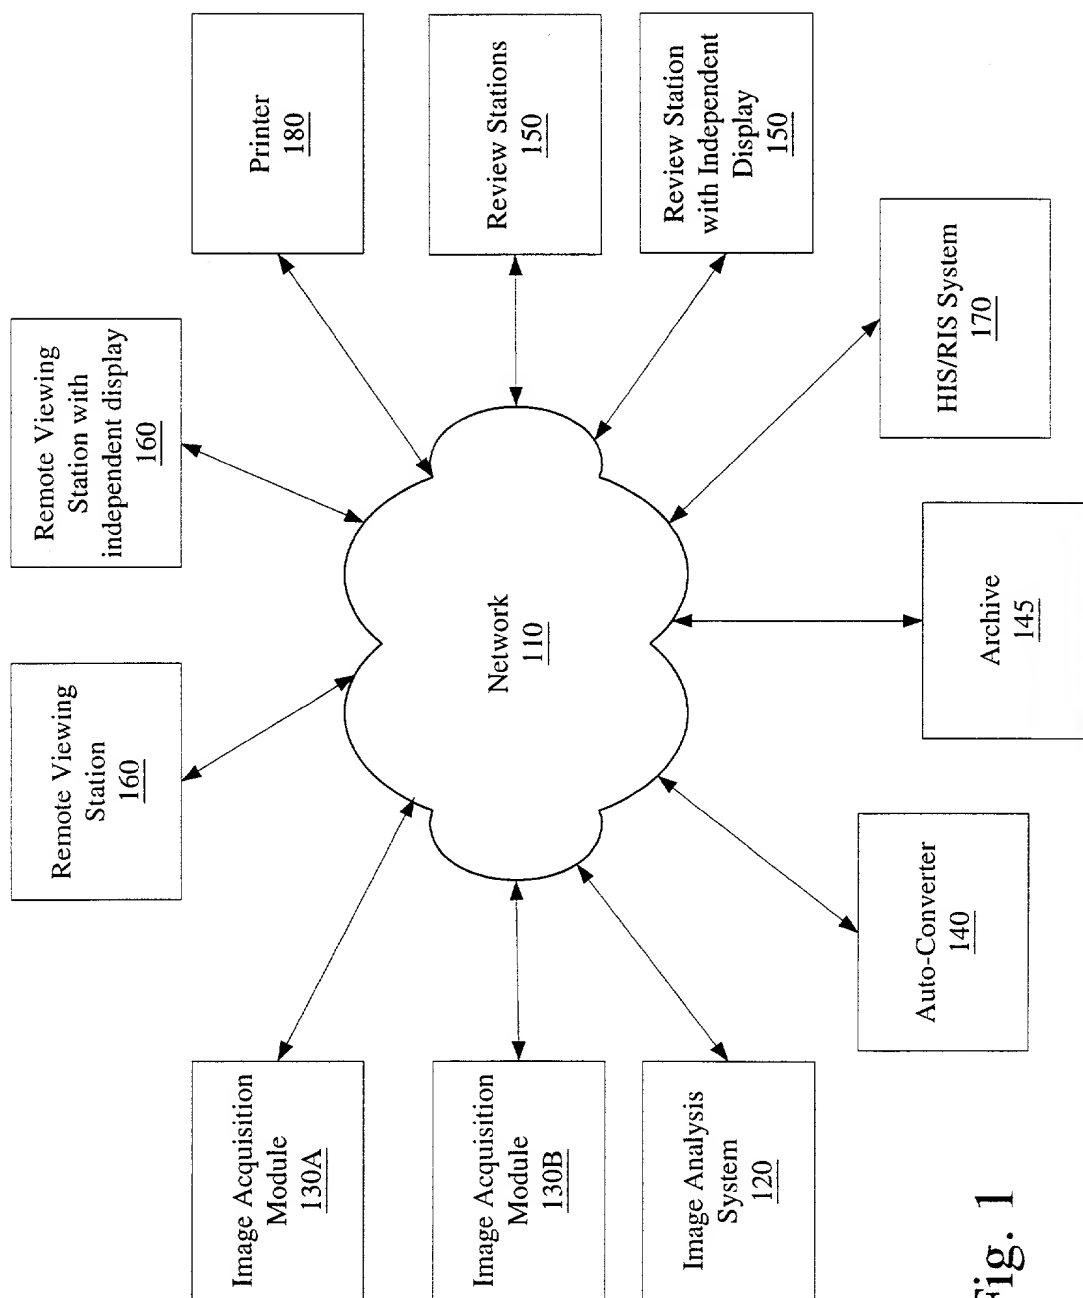 Remote Viewing
Station
160
Remote Viewing
Station with
independent display
160
Image Acquisition
Module
130A
Printer
180
Image Acquisition
Module
130B
Network
110
Review Stations
150
Image Analysis
System
120
Review Station
with Independent
Display
150
Auto-Converter
140
Archive
145
HIS/RIS System
170
Fig. 1